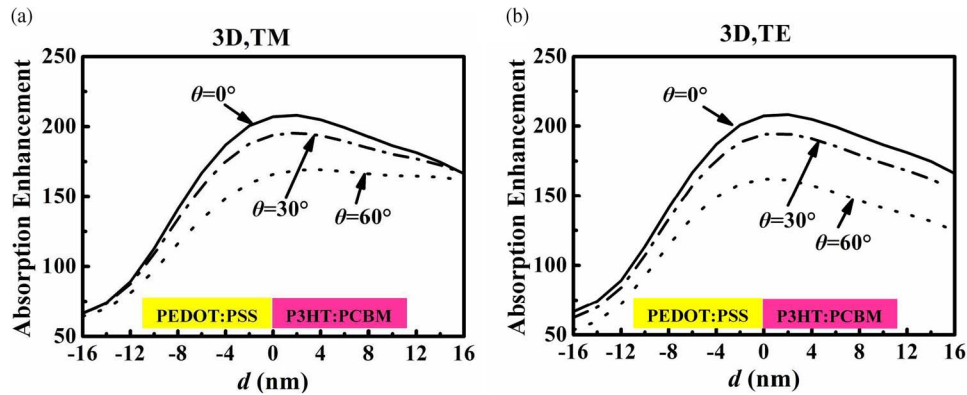 (a)
3D,TM
Absorption Enhancement
250
200
150
100
50
θ=0°
θ=30°
θ=60°
PEDOT:PSS
P3HT:PCBM
-16 -12 -8 -4 0 4 8 12 16
d (nm)
(b)
3D,TE
Absorption Enhancement
250
200
150
100
50
θ=0°
θ=30°
θ=60°
PEDOT:PSS
P3HT:PCBM
-16 -12 -8 -4 0 4 8 12 16
d (nm)